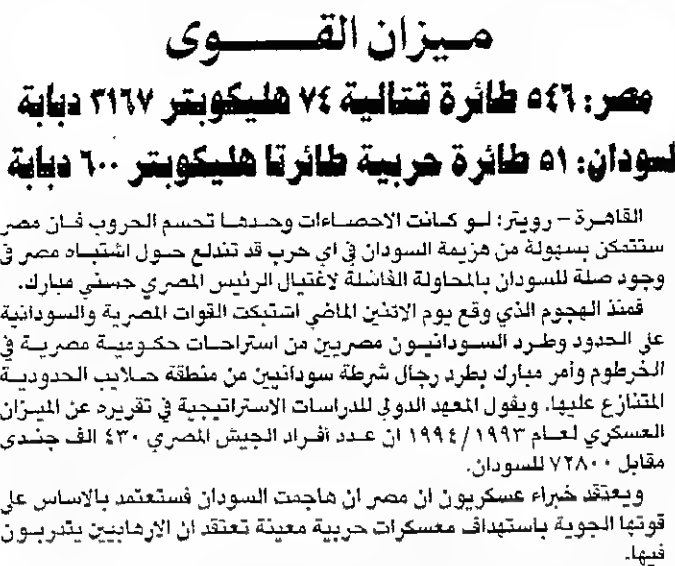 ميزان القوى
مصر: ٥٤٦ طائرة قتالية ٧٤ هليكوبتر ٣١٦٧ دبابة
لسودان: ٥١ طائرة حربية طائرتا هليكوبتر ٦٠٠ دبابة
القاهرة – رويتر: لو كانت الاحصاءات وحدها تحسم الحروب فان مصر
ستتمكن بسهولة من هزيمة السودان في اي حرب قد تندلع حول اشتباه مصر في
وجود صلة للسودان بالمحاولة الفاشلة لاغتيال الرئيس المصري حسني مبارك.
فمنذ الهجوم الذي وقع يوم الاثنين الماضي اشتبكت القوات المصرية والسودانية
على الحدود وطرد السودانيون مصريين من استراحات حكومية مصرية في
الخرطوم وأمر مبارك بطرد رجال شرطة سودانيين من منطقة حلايب الحدودية
المتنازع عليها. ويقول المعهد الدولي للدراسات الاستراتيجية في تقريره عن الميزان
العسكري لعام ١٩٩٣/١٩٩٤ ان عدد أفراد الجيش المصري ٤٣٠ الف جندى
مقابل ٧٢٨٠٠ للسودان.
ويعتقد خبراء عسكريون ان مصر ان هاجمت السودان فستعتمد بالاساس على
قوتها الجوية باستهداف معسكرات حربية معينة تعتقد ان الارهابيين يتدربون
فيها.